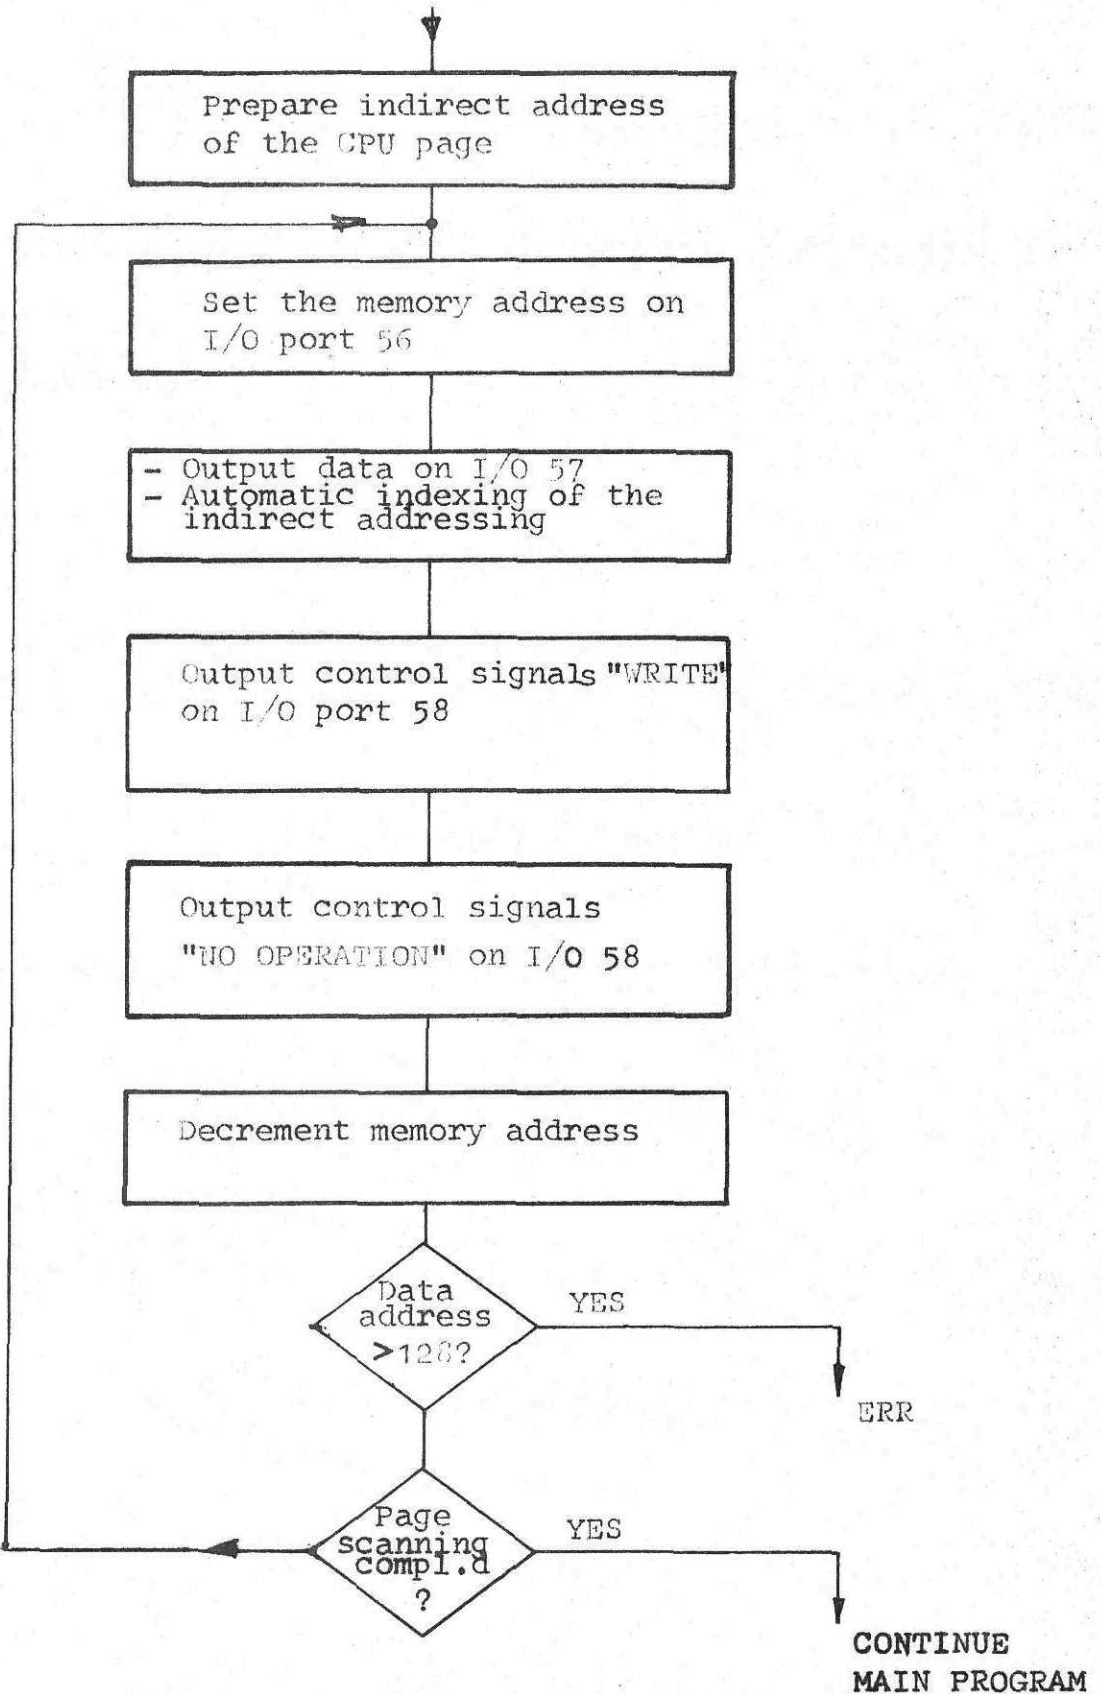 Prepare indirect address
of the CPU page
Set the memory address on
I/O port 56
- Output data on I/O 57
- Automatic indexing of the
indirect addressing
Output control signals "WRITE"
on I/O port 58
Output control signals
"NO OPERATION" on I/O 58
Decrement memory address
Data
address
>128?
YES
ERR
Page
scanning
compl.d
?
YES
CONTINUE
MAIN PROGRAM